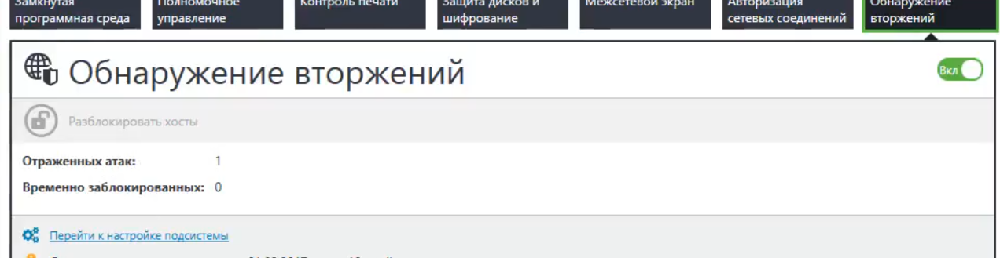 Замкнутая
программная среда
Полномочное
управление
Контроль печати
Защита дисков и
шифрование
Межсетевой экран
Авторизация
сетевых соединений
Обнаружение
вторжений
Обнаружение вторжений
Вкл
Разблокировать хосты
Отраженных атак: 1
Временно заблокированных: 0
Перейти к настройке подсистемы